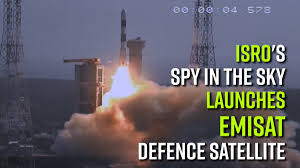 00:00:04.578
ISRO'S
SPY IN THE SKY
LAUNCHES
EMISAT
DEFENCE SATELLITE